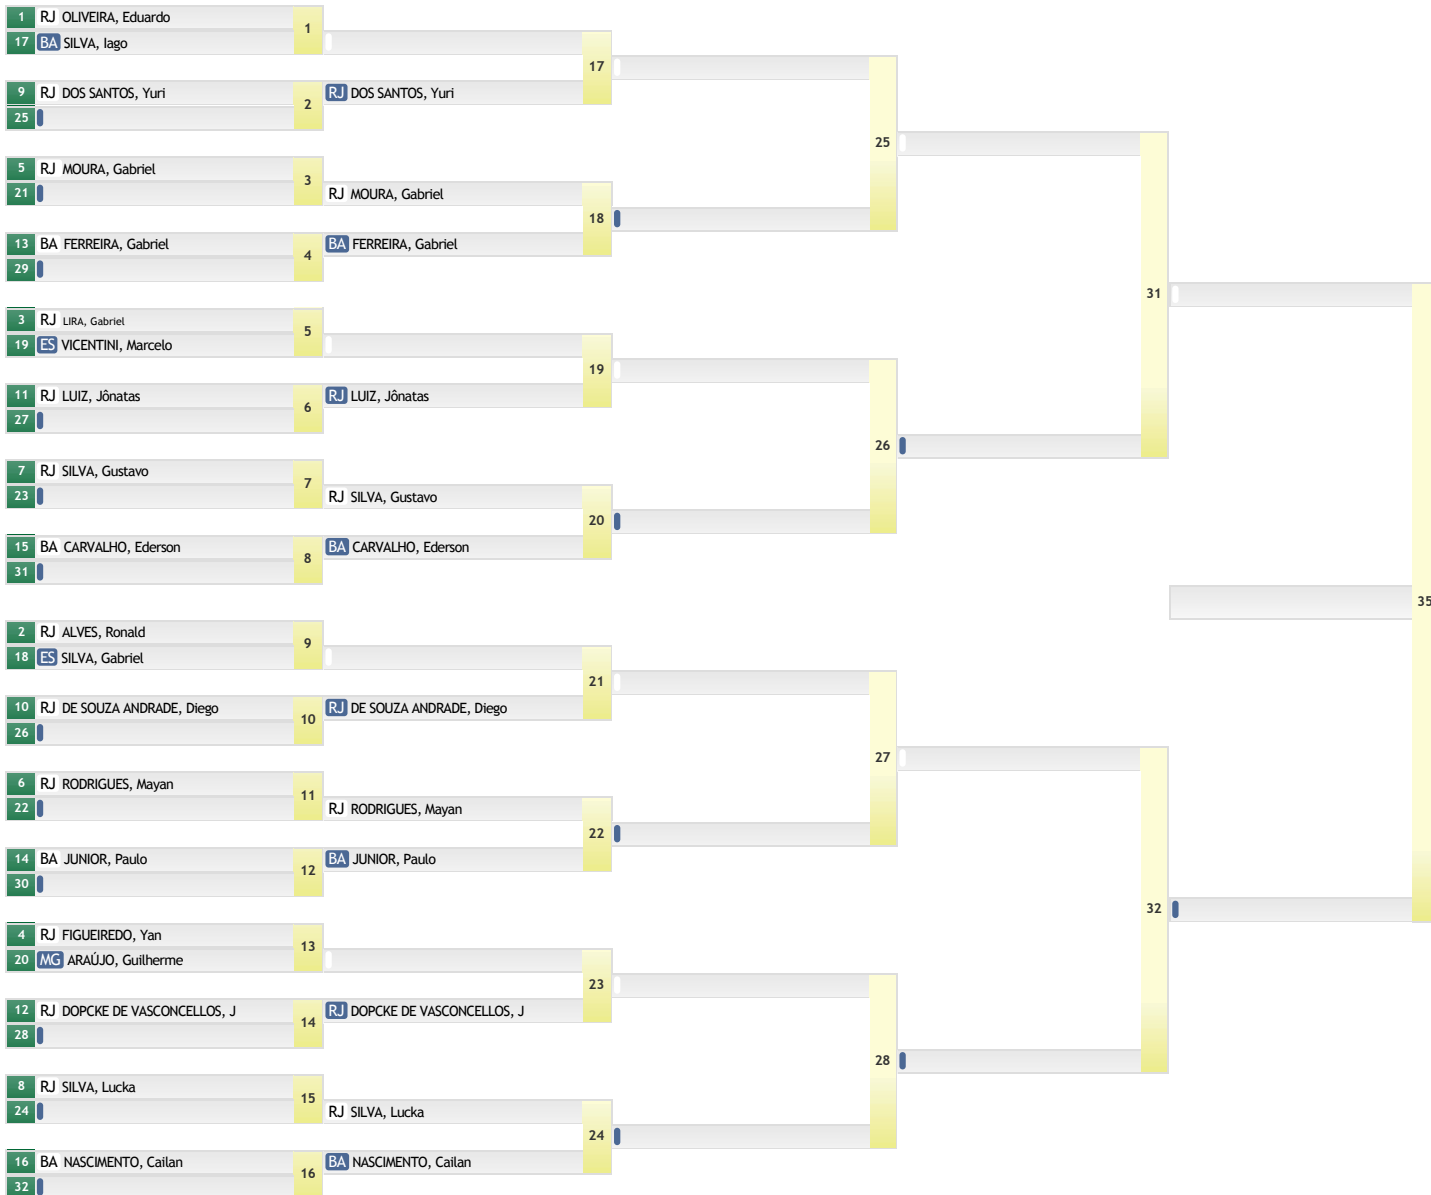 1 RJ OLIVEIRA, Eduardo
1
17 BA SILVA, Iago
17
9 RJ DOS SANTOS, Yuri
2
RJ DOS SANTOS, Yuri
25
25
5 RJ MOURA, Gabriel
3
21
RJ MOURA, Gabriel
18
13 BA FERREIRA, Gabriel
4
BA FERREIRA, Gabriel
29
31
3 RJ LIRA, Gabriel
5
19 ES VICENTINI, Marcelo
19
11 RJ LUIZ, Jônatas
6
RJ LUIZ, Jônatas
27
26
7 RJ SILVA, Gustavo
7
23
RJ SILVA, Gustavo
20
15 BA CARVALHO, Ederson
8
BA CARVALHO, Ederson
31
35
2 RJ ALVES, Ronald
9
18 ES SILVA, Gabriel
21
10 RJ DE SOUZA ANDRADE, Diego
10
RJ DE SOUZA ANDRADE, Diego
26
27
6 RJ RODRIGUES, Mayan
11
22
RJ RODRIGUES, Mayan
22
14 BA JUNIOR, Paulo
12
BA JUNIOR, Paulo
30
32
4 RJ FIGUEIREDO, Yan
13
20 MG ARAÚJO, Guilherme
23
12 RJ DOPCKE DE VASCONCELLOS, J
14
RJ DOPCKE DE VASCONCELLOS, J
28
28
8 RJ SILVA, Lucka
15
24
RJ SILVA, Lucka
24
16 BA NASCIMENTO, Cailan
16
BA NASCIMENTO, Cailan
32